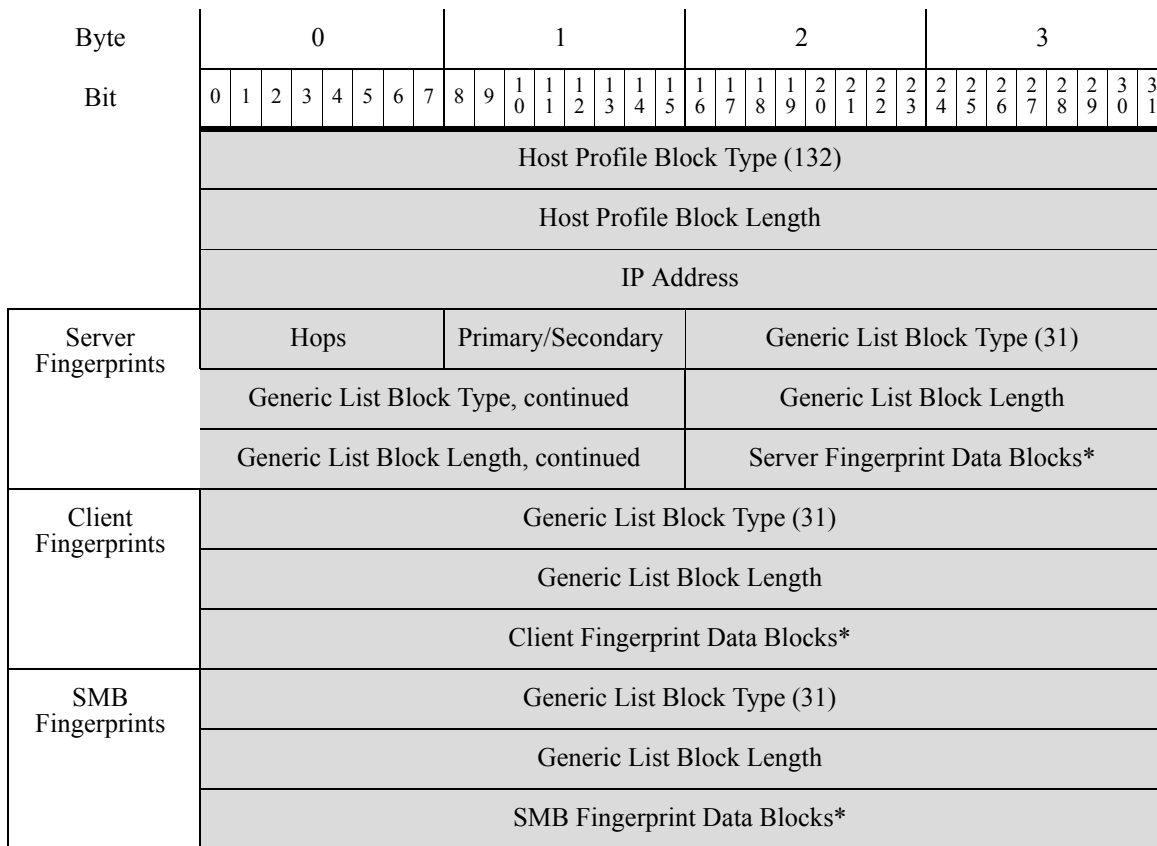 Byte 0 1 2 3
Bit 0 1 2 3 4 5 6 7 8 9 10 11 12 13 14 15 16 17 18 19 20 21 22 23 24 25 26 27 28 29 30 31
Host Profile Block Type (132)
Host Profile Block Length
IP Address
Server Fingerprints
Hops Primary/Secondary Generic List Block Type (31)
Generic List Block Type, continued Generic List Block Length
Generic List Block Length, continued Server Fingerprint Data Blocks*
Client Fingerprints
Generic List Block Type (31)
Generic List Block Length
Client Fingerprint Data Blocks*
SMB Fingerprints
Generic List Block Type (31)
Generic List Block Length
SMB Fingerprint Data Blocks*